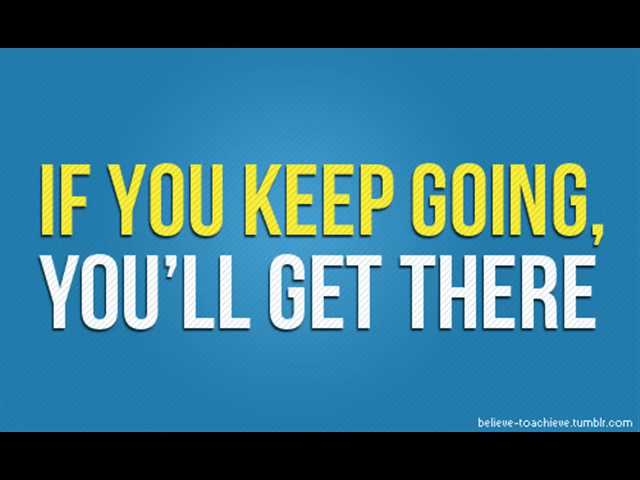 IF YOU KEEP GOING,
YOU'LL GET THERE
believe-toachieve.tumblr.com